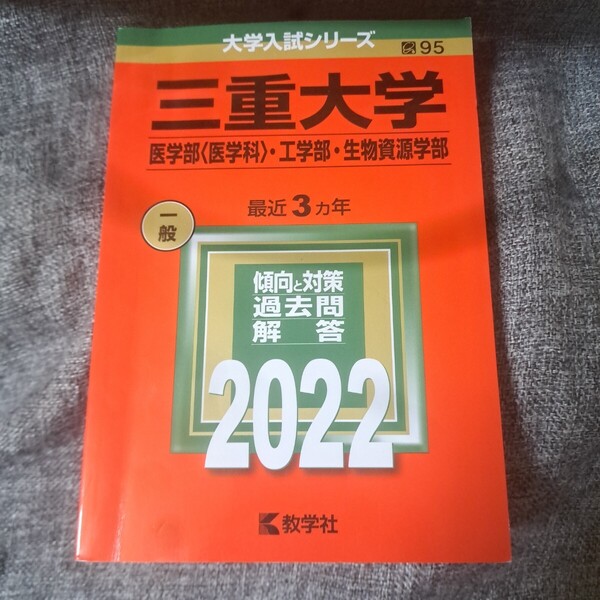 大学入試シリーズ
95
三重大学
医学部〈医学科〉・工学部・生物資源学部
最近3カ年
一般
傾向と対策
過去問
解答
2022
教学社